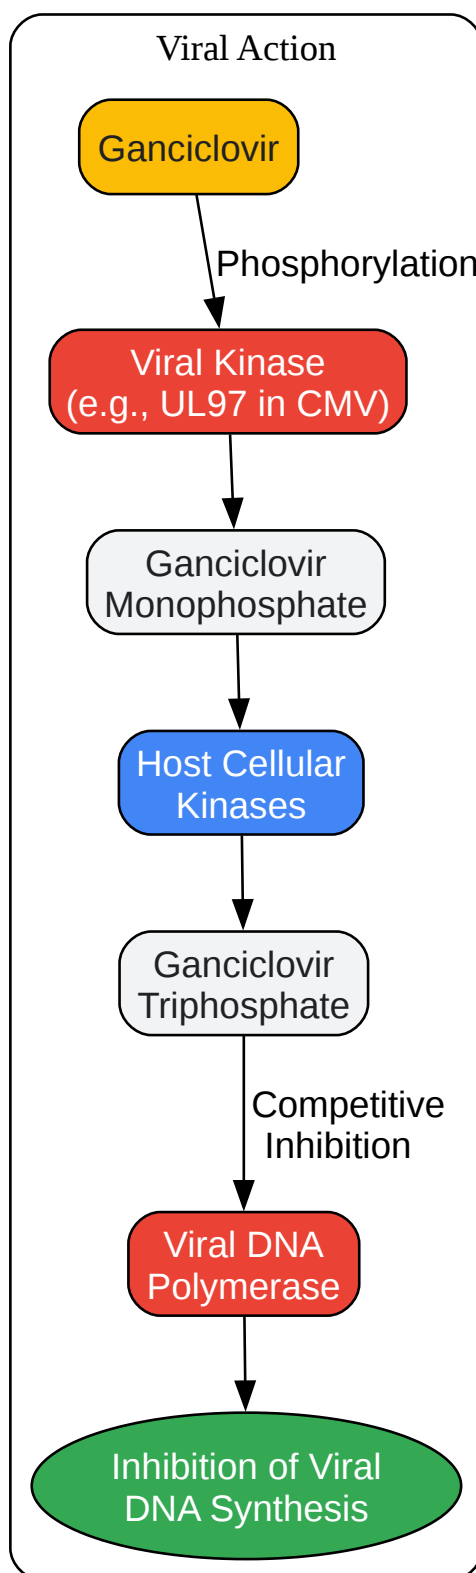 Viral Action
Ganciclovir
Phosphorylation
Viral Kinase
(e.g., UL97 in CMV)
Ganciclovir
Monophosphate
Host Cellular
Kinases
Ganciclovir
Triphosphate
Competitive
Inhibition
Viral DNA
Polymerase
Inhibition of Viral
DNA Synthesis